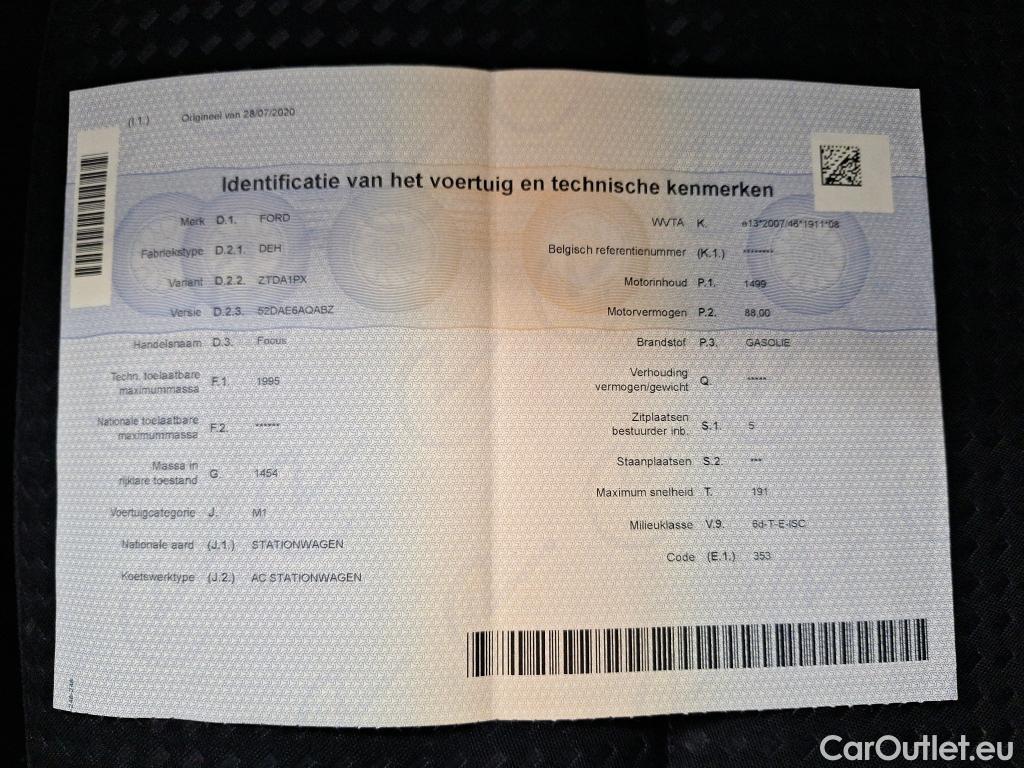 (I.1.) Origineel van 28/07/2020
Identificatie van het voertuig en technische kenmerken
Merk D.1. FORD
Fabriekstype D.2.1. DEH
Variant D.2.2. ZTDA1PX
Versie D.2.3. 52DAE6AQABZ
Handelsnaam D.3. Focus
Techn. toelaatbare
maximummassa F.1. 1995
Nationale toelaatbare
maximummassa F.2. ******
Massa in
rijklare toestand G. 1454
Voertuigcategorie J. M1
Nationale aard (J.1.) STATIONWAGEN
Koetswerktype (J.2.) AC STATIONWAGEN
WVTA K. e13*2007/46*1911*08
Belgisch referentienummer (K.1.) ********
Motorinhoud P.1. 1499
Motorvermogen P.2. 88,00
Brandstof P.3. GASOLIE
Verhouding
vermogen/gewicht Q. *****
Zitplaatsen
bestuurder inb. S.1. 5
Staanplaatsen S.2. ***
Maximum snelheid T. 191
Milieuklasse V.9. 6d-T-E-ISC
Code (E.1.) 353
CarOutlet.eu